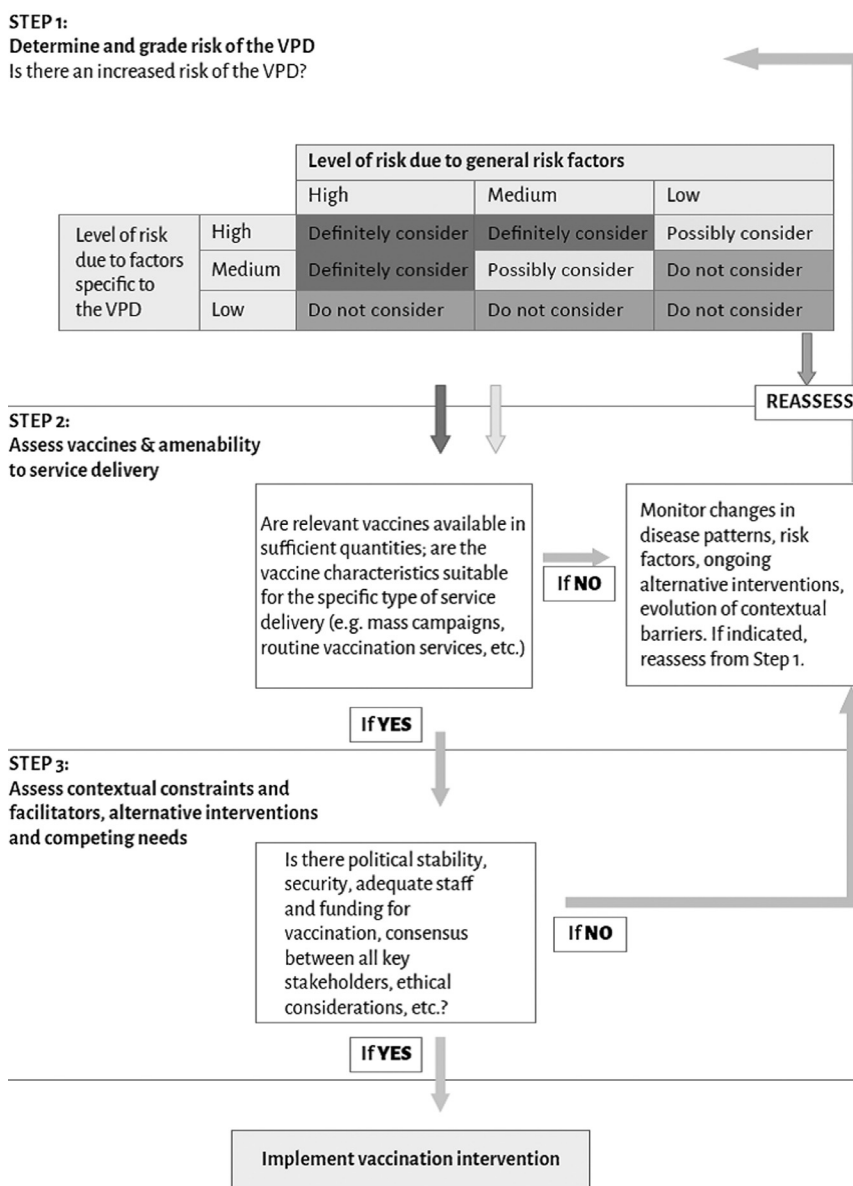 STEP 1:
Determine and grade risk of the VPD
Is there an increased risk of the VPD?
Level of risk due to general risk factors
High Medium Low
Level of risk
due to factors
specific to
the VPD
High Definitely consider Definitely consider Possibly consider
Medium Definitely consider Possibly consider Do not consider
Low Do not consider Do not consider Do not consider
REASSESS
STEP 2:
Assess vaccines & amenability
to service delivery
Are relevant vaccines available in
sufficient quantities; are the
vaccine characteristics suitable
for the specific type of service
delivery (e.g. mass campaigns,
routine vaccination services, etc.)
If NO
Monitor changes in
disease patterns, risk
factors, ongoing
alternative interventions,
evolution of contextual
barriers. If indicated,
reassess from Step 1.
If YES
STEP 3:
Assess contextual constraints and
facilitators, alternative interventions
and competing needs
Is there political stability,
security, adequate staff
and funding for
vaccination, consensus
between all key
stakeholders, ethical
considerations, etc.?
If NO
If YES
Implement vaccination intervention